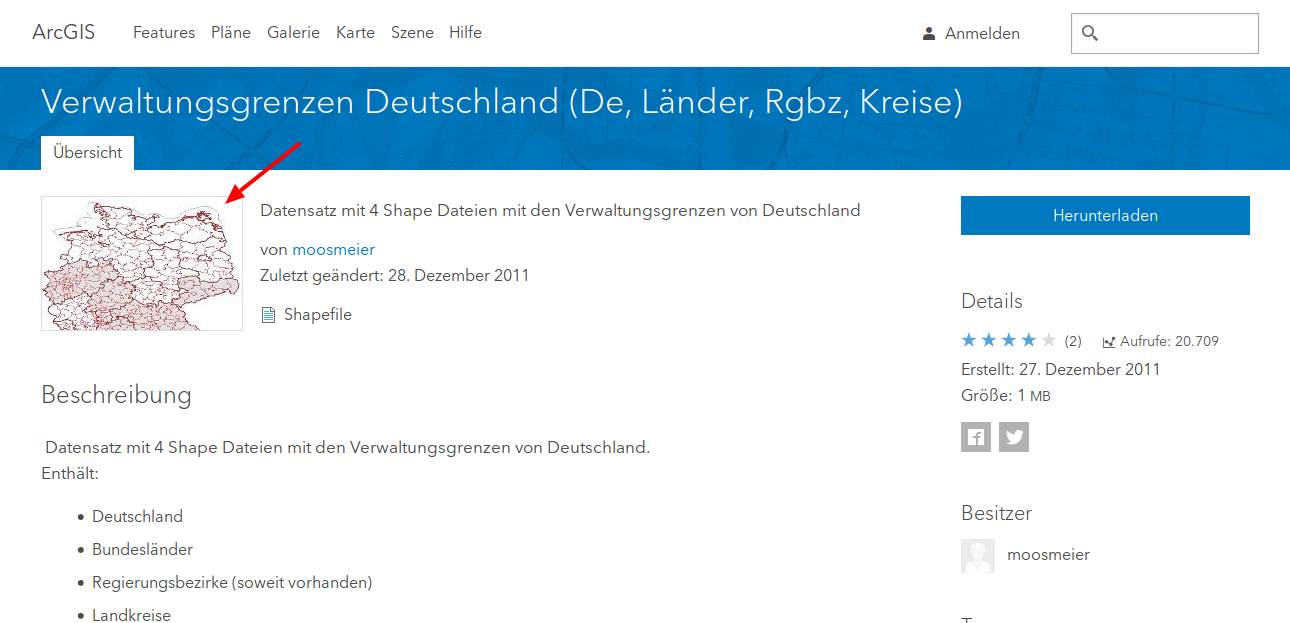 ArcGIS Features Pläne Galerie Karte Szene Hilfe Anmelden
Verwaltungsgrenzen Deutschland (De, Länder, Rgbz, Kreise)
Übersicht
Datensatz mit 4 Shape Dateien mit den Verwaltungsgrenzen von Deutschland
von moosmeier
Zuletzt geändert: 28. Dezember 2011
Shapefile
Beschreibung
Datensatz mit 4 Shape Dateien mit den Verwaltungsgrenzen von Deutschland.
Enthält:
• Deutschland
• Bundesländer
• Regierungsbezirke (soweit vorhanden)
• Landkreise
Herunterladen
Details
(2) Aufrufe: 20.709
Erstellt: 27. Dezember 2011
Größe: 1 MB
Besitzer
moosmeier